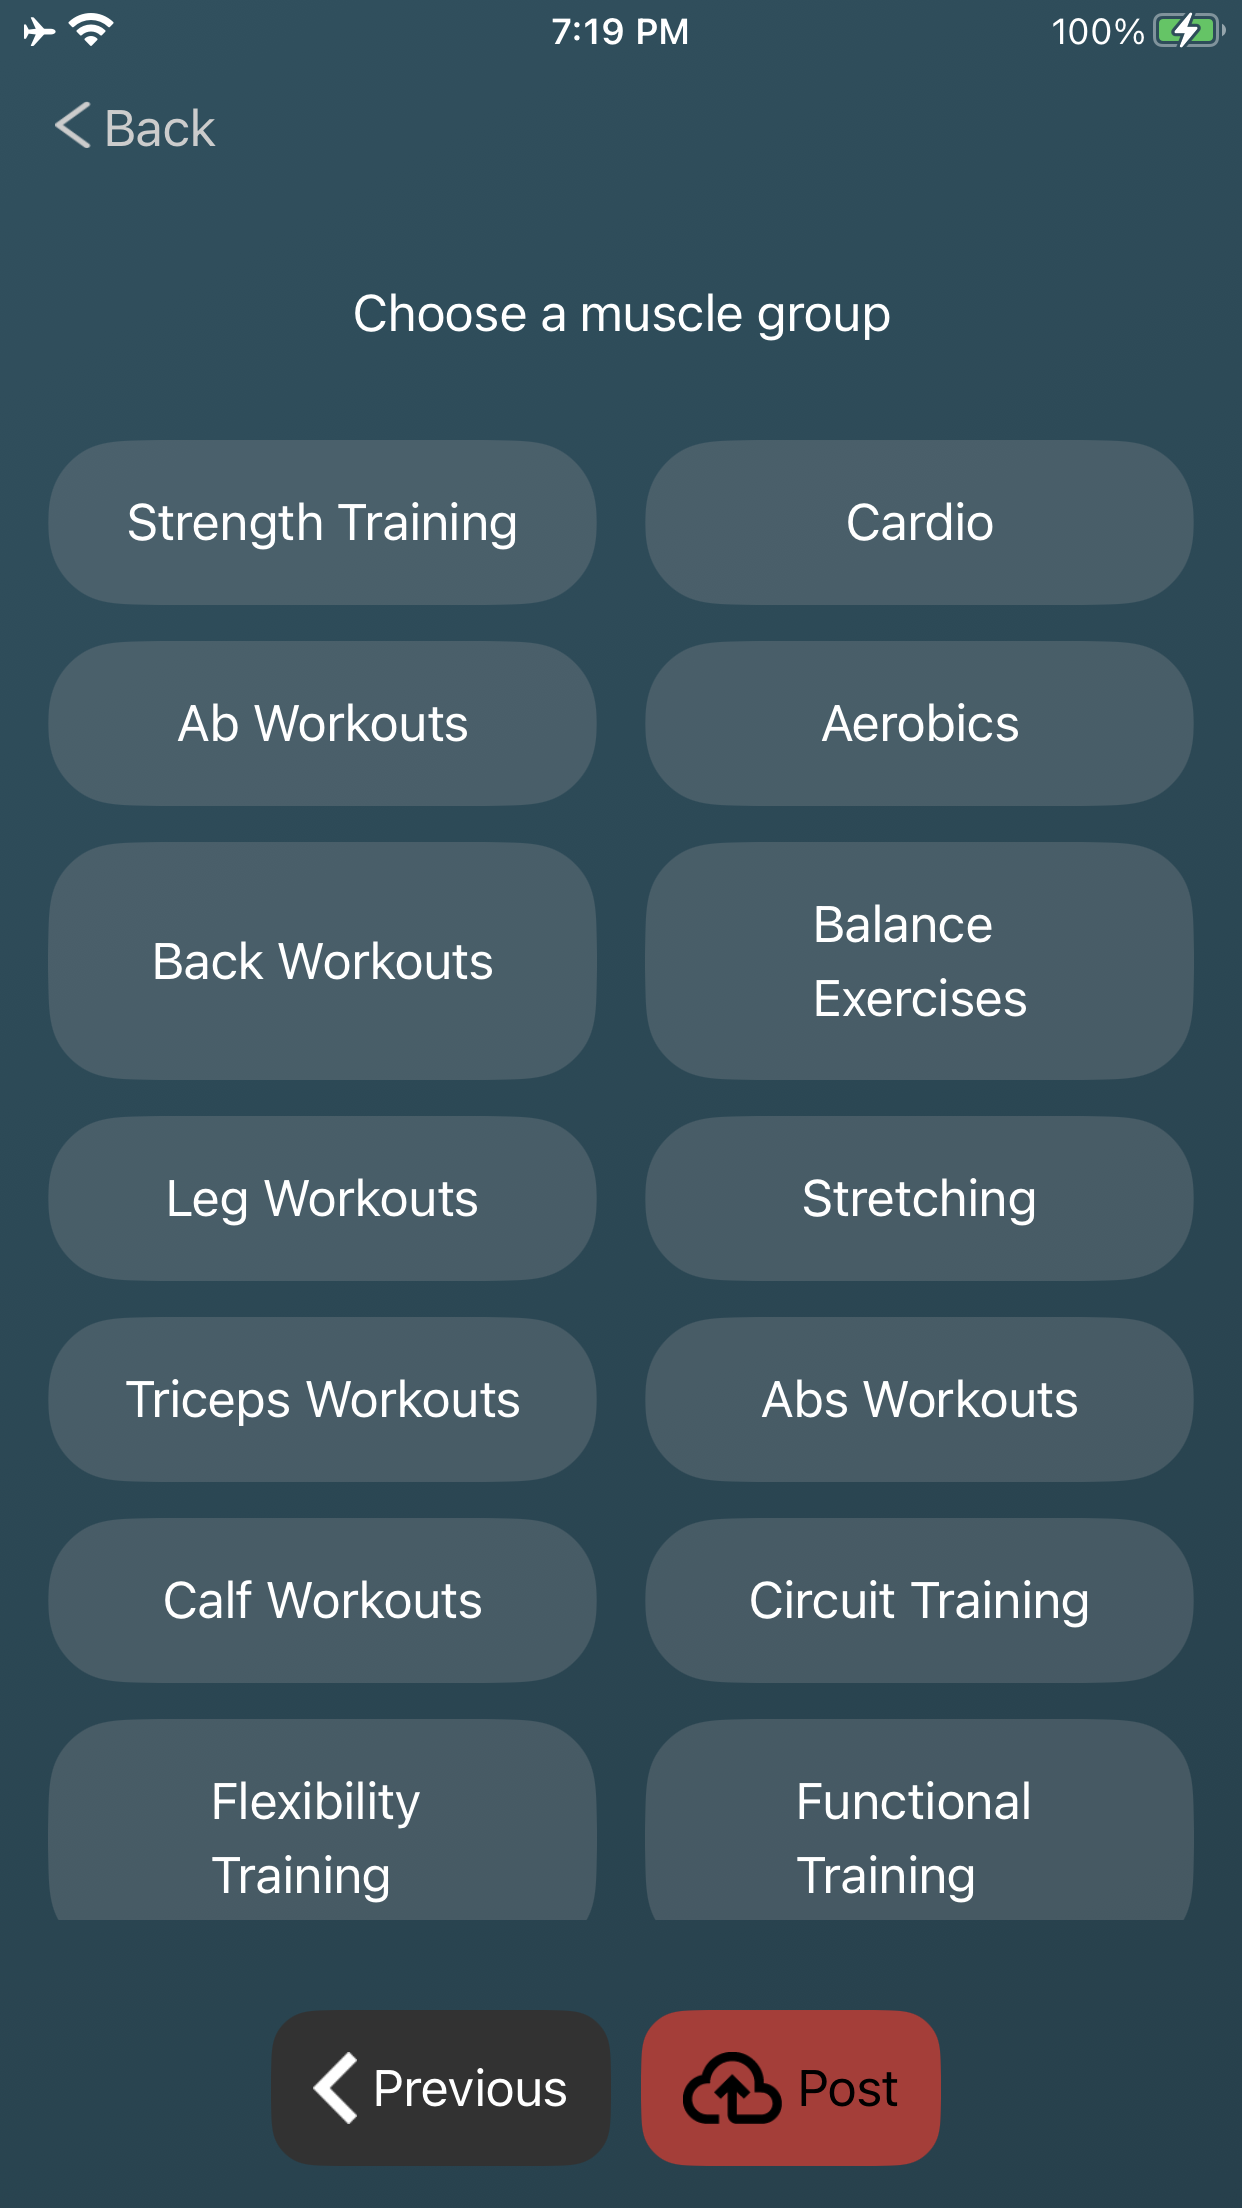 7:19 PM
100%
Back
Choose a muscle group
Strength Training
Cardio
Ab Workouts
Aerobics
Back Workouts
Balance
Exercises
Leg Workouts
Stretching
Triceps Workouts
Abs Workouts
Calf Workouts
Circuit Training
Flexibility
Training
Functional
Training
Previous
Post